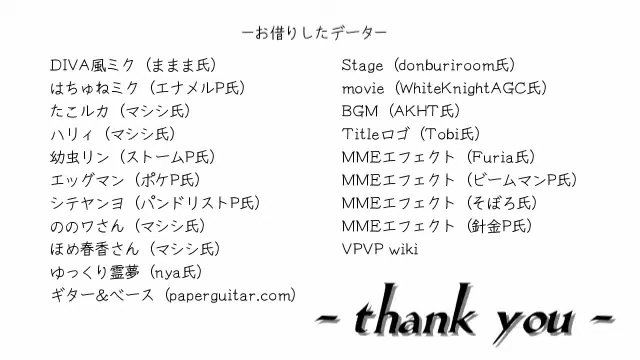 －お借りしたデータ－
DIVA風ミク（ままま氏）
はちゅねミク（エナメルP氏）
たこルカ（マシシ氏）
ハリィ（マシシ氏）
幼虫リン（ストームP氏）
エッグマン（ポケP氏）
シテヤンヨ（パンドリストP氏）
ののワさん（マシシ氏）
ほめ春香さん（マシシ氏）
ゆっくり霊夢（nya氏）
ギター&ベース（paperguitar.com）
Stage（donburiroom氏）
movie（WhiteKnightAGC氏）
BGM（AKHT氏）
Titleロゴ（Tobi氏）
MMEエフェクト（Furia氏）
MMEエフェクト（ビームマンP氏）
MMEエフェクト（そぼろ氏）
MMEエフェクト（針金P氏）
VPVP wiki
- thank you -